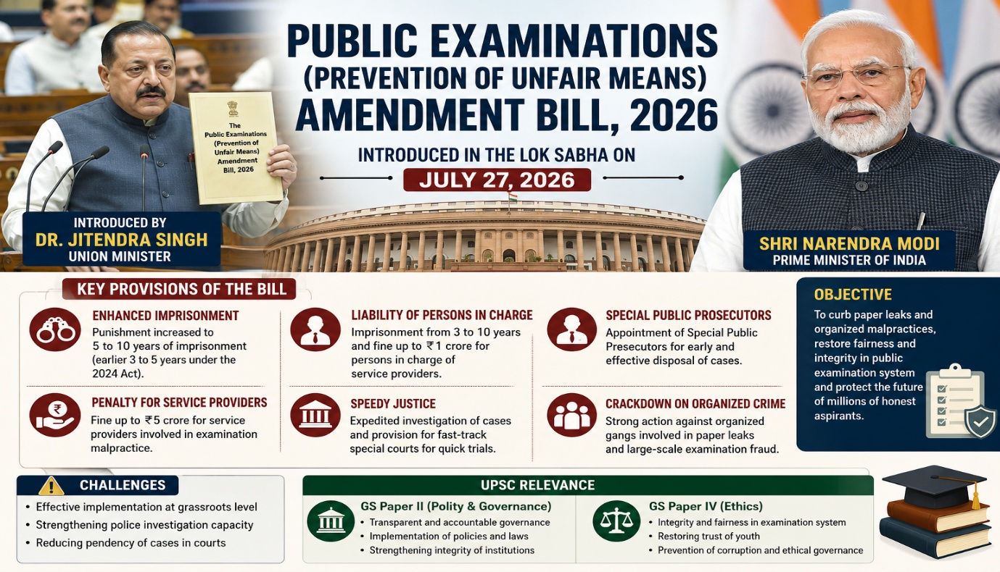 The
Public Examinations
(Prevention of
Unfair Means)
Amendment
Bill, 2026
INTRODUCED BY
DR. JITENDRA SINGH
UNION MINISTER
PUBLIC EXAMINATIONS
(PREVENTION OF UNFAIR MEANS)
AMENDMENT BILL, 2026
INTRODUCED IN THE LOK SABHA ON
JULY 27, 2026
SHRI NARENDRA MODI
PRIME MINISTER OF INDIA
KEY PROVISIONS OF THE BILL
ENHANCED IMPRISONMENT
Punishment increased to
5 to 10 years of imprisonment
(earlier 3 to 5 years under the
2024 Act).
LIABILITY OF PERSONS IN CHARGE
Imprisonment from 3 to 10 years
and fine up to ₹1 crore for
persons in charge of
service providers.
SPECIAL PUBLIC PROSECUTORS
Appointment of Special Public
Presecutors for early and
effective disposal of cases.
PENALTY FOR SERVICE PROVIDERS
Fine up to ₹5 crore for service
providers involved in examination
malpractice.
SPEEDY JUSTICE
Expedited investigation of cases
and provision for fast-track
special courts for quick trials.
CRACKDOWN ON ORGANIZED CRIME
Strong action against organized
gangs involved in paper leaks
and large-scale examination fraud.
OBJECTIVE
To curb paper leaks and
organized malpractices,
restore fairness and
integrity in public
examination system
and protect the future
of millions of honest
aspirants.
CHALLENGES
• Effective implementation at grassroots level
• Strengthening police investigation capacity
• Reducing pendency of cases in courts
UPSC RELEVANCE
GS Paper II (Polity & Governance)
• Transparent and accountable governance
• Implementation of policies and laws
• Strengthening integrity of institutions
GS Paper IV (Ethics)
• Integrity and fairness in examination system
• Restoring trust of youth
• Prevention of corruption and ethical governance